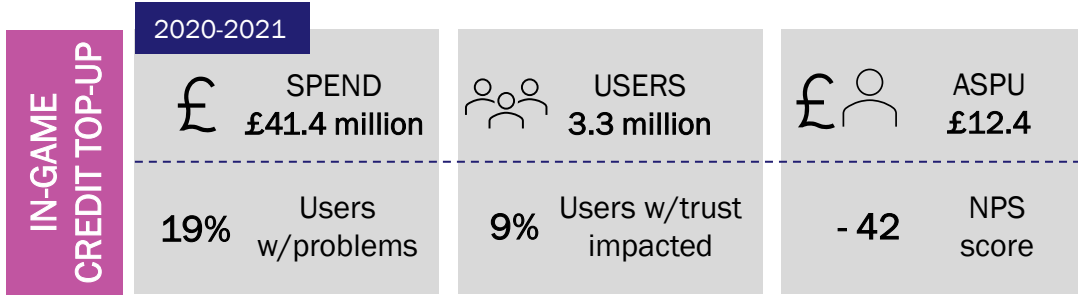 IN-GAME
CREDIT TOP-UP
2020-2021
£
SPEND
£41.4 million
USERS
3.3 million
£
ASPU
£12.4
19%
Users
w/problems
9%
Users w/trust
impacted
- 42
NPS
score